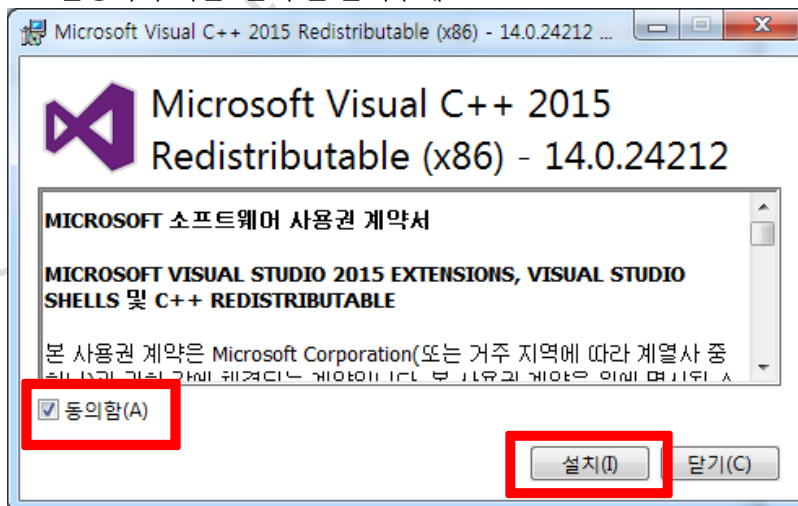 Microsoft Visual C++ 2015 Redistributable (x86) - 14.0.24212 ...
Microsoft Visual C++ 2015
Redistributable (x86) - 14.0.24212
MICROSOFT 소프트웨어 사용권 계약서
MICROSOFT VISUAL STUDIO 2015 EXTENSIONS, VISUAL STUDIO
SHELLS 및 C++ REDISTRIBUTABLE
본 사용권 계약은 Microsoft Corporation(또는 거주 지역에 따라 계열사 중
동의함(A)
설치(I) 닫기(C)